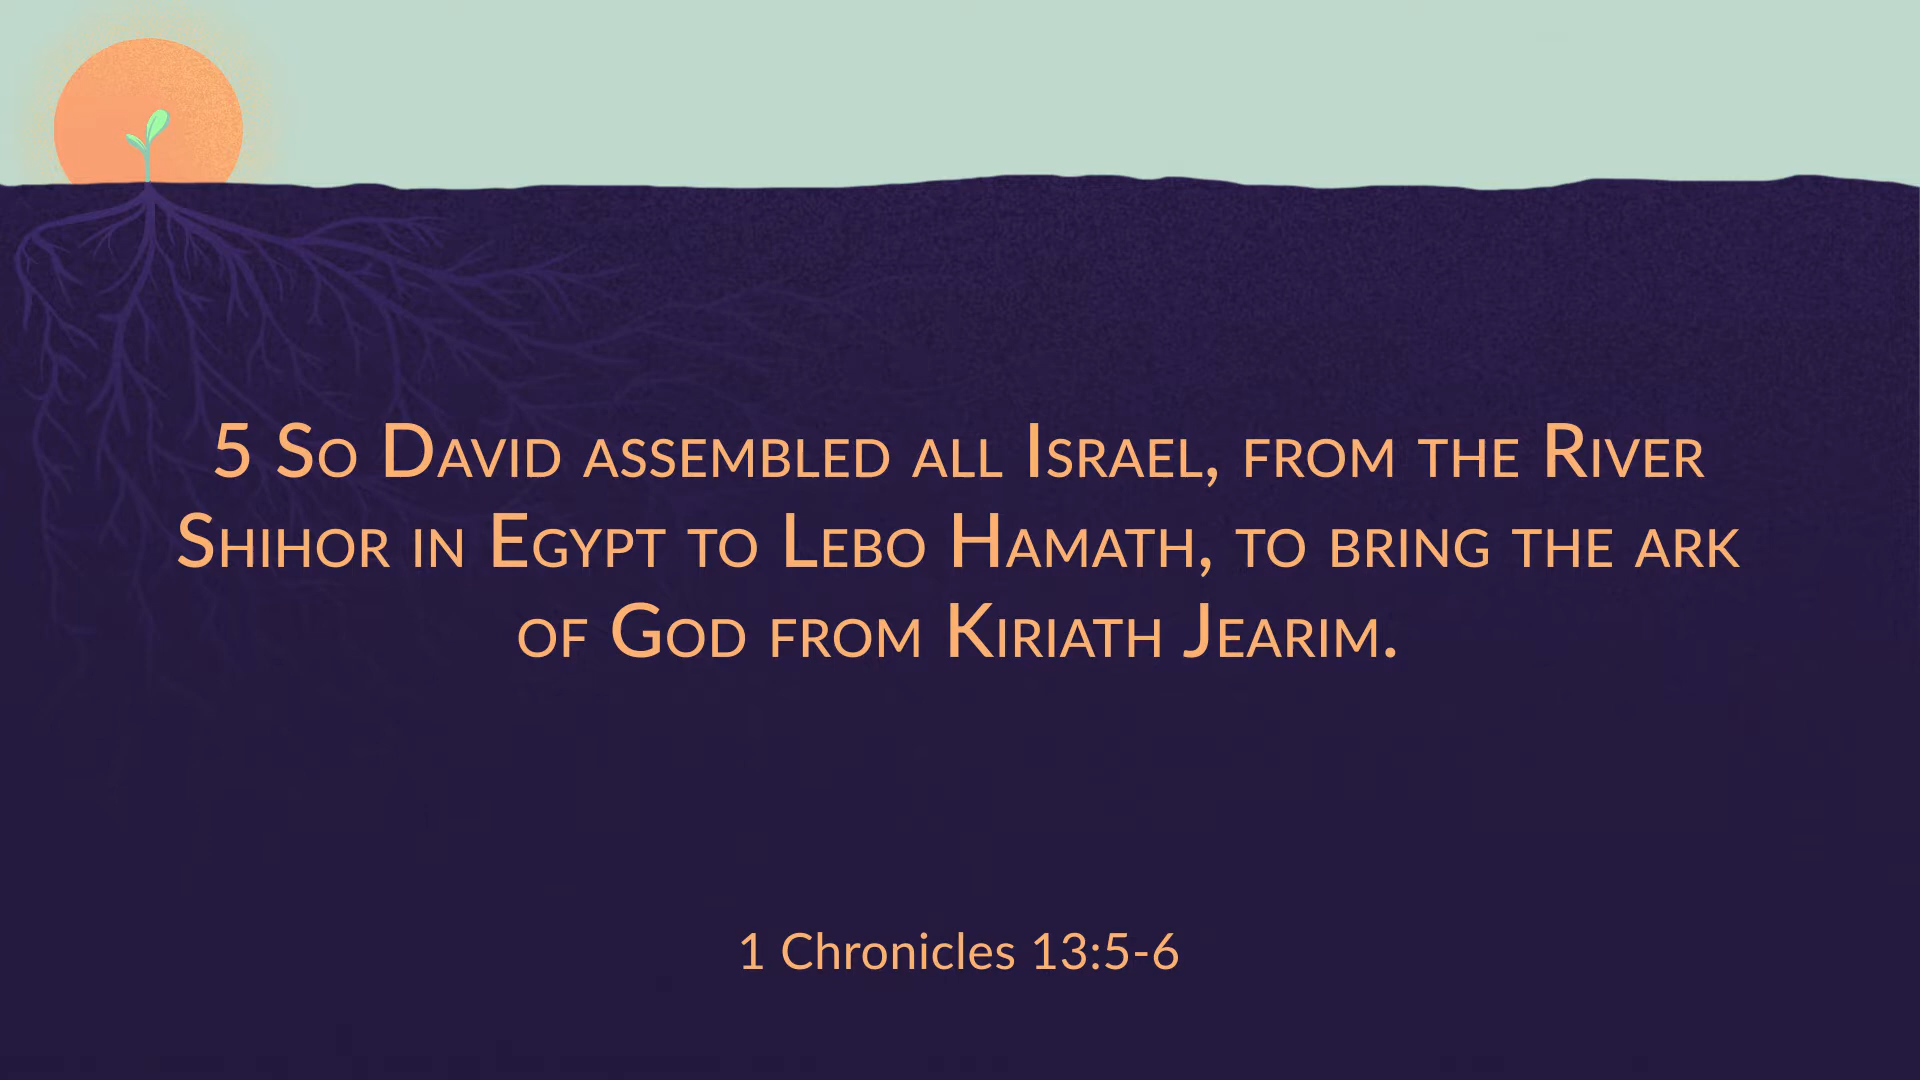 5 So David assembled all Israel, from the River
Shihor in Egypt to Lebo Hamath, to bring the ark
of God from Kiriath Jearim.
1 Chronicles 13:5-6